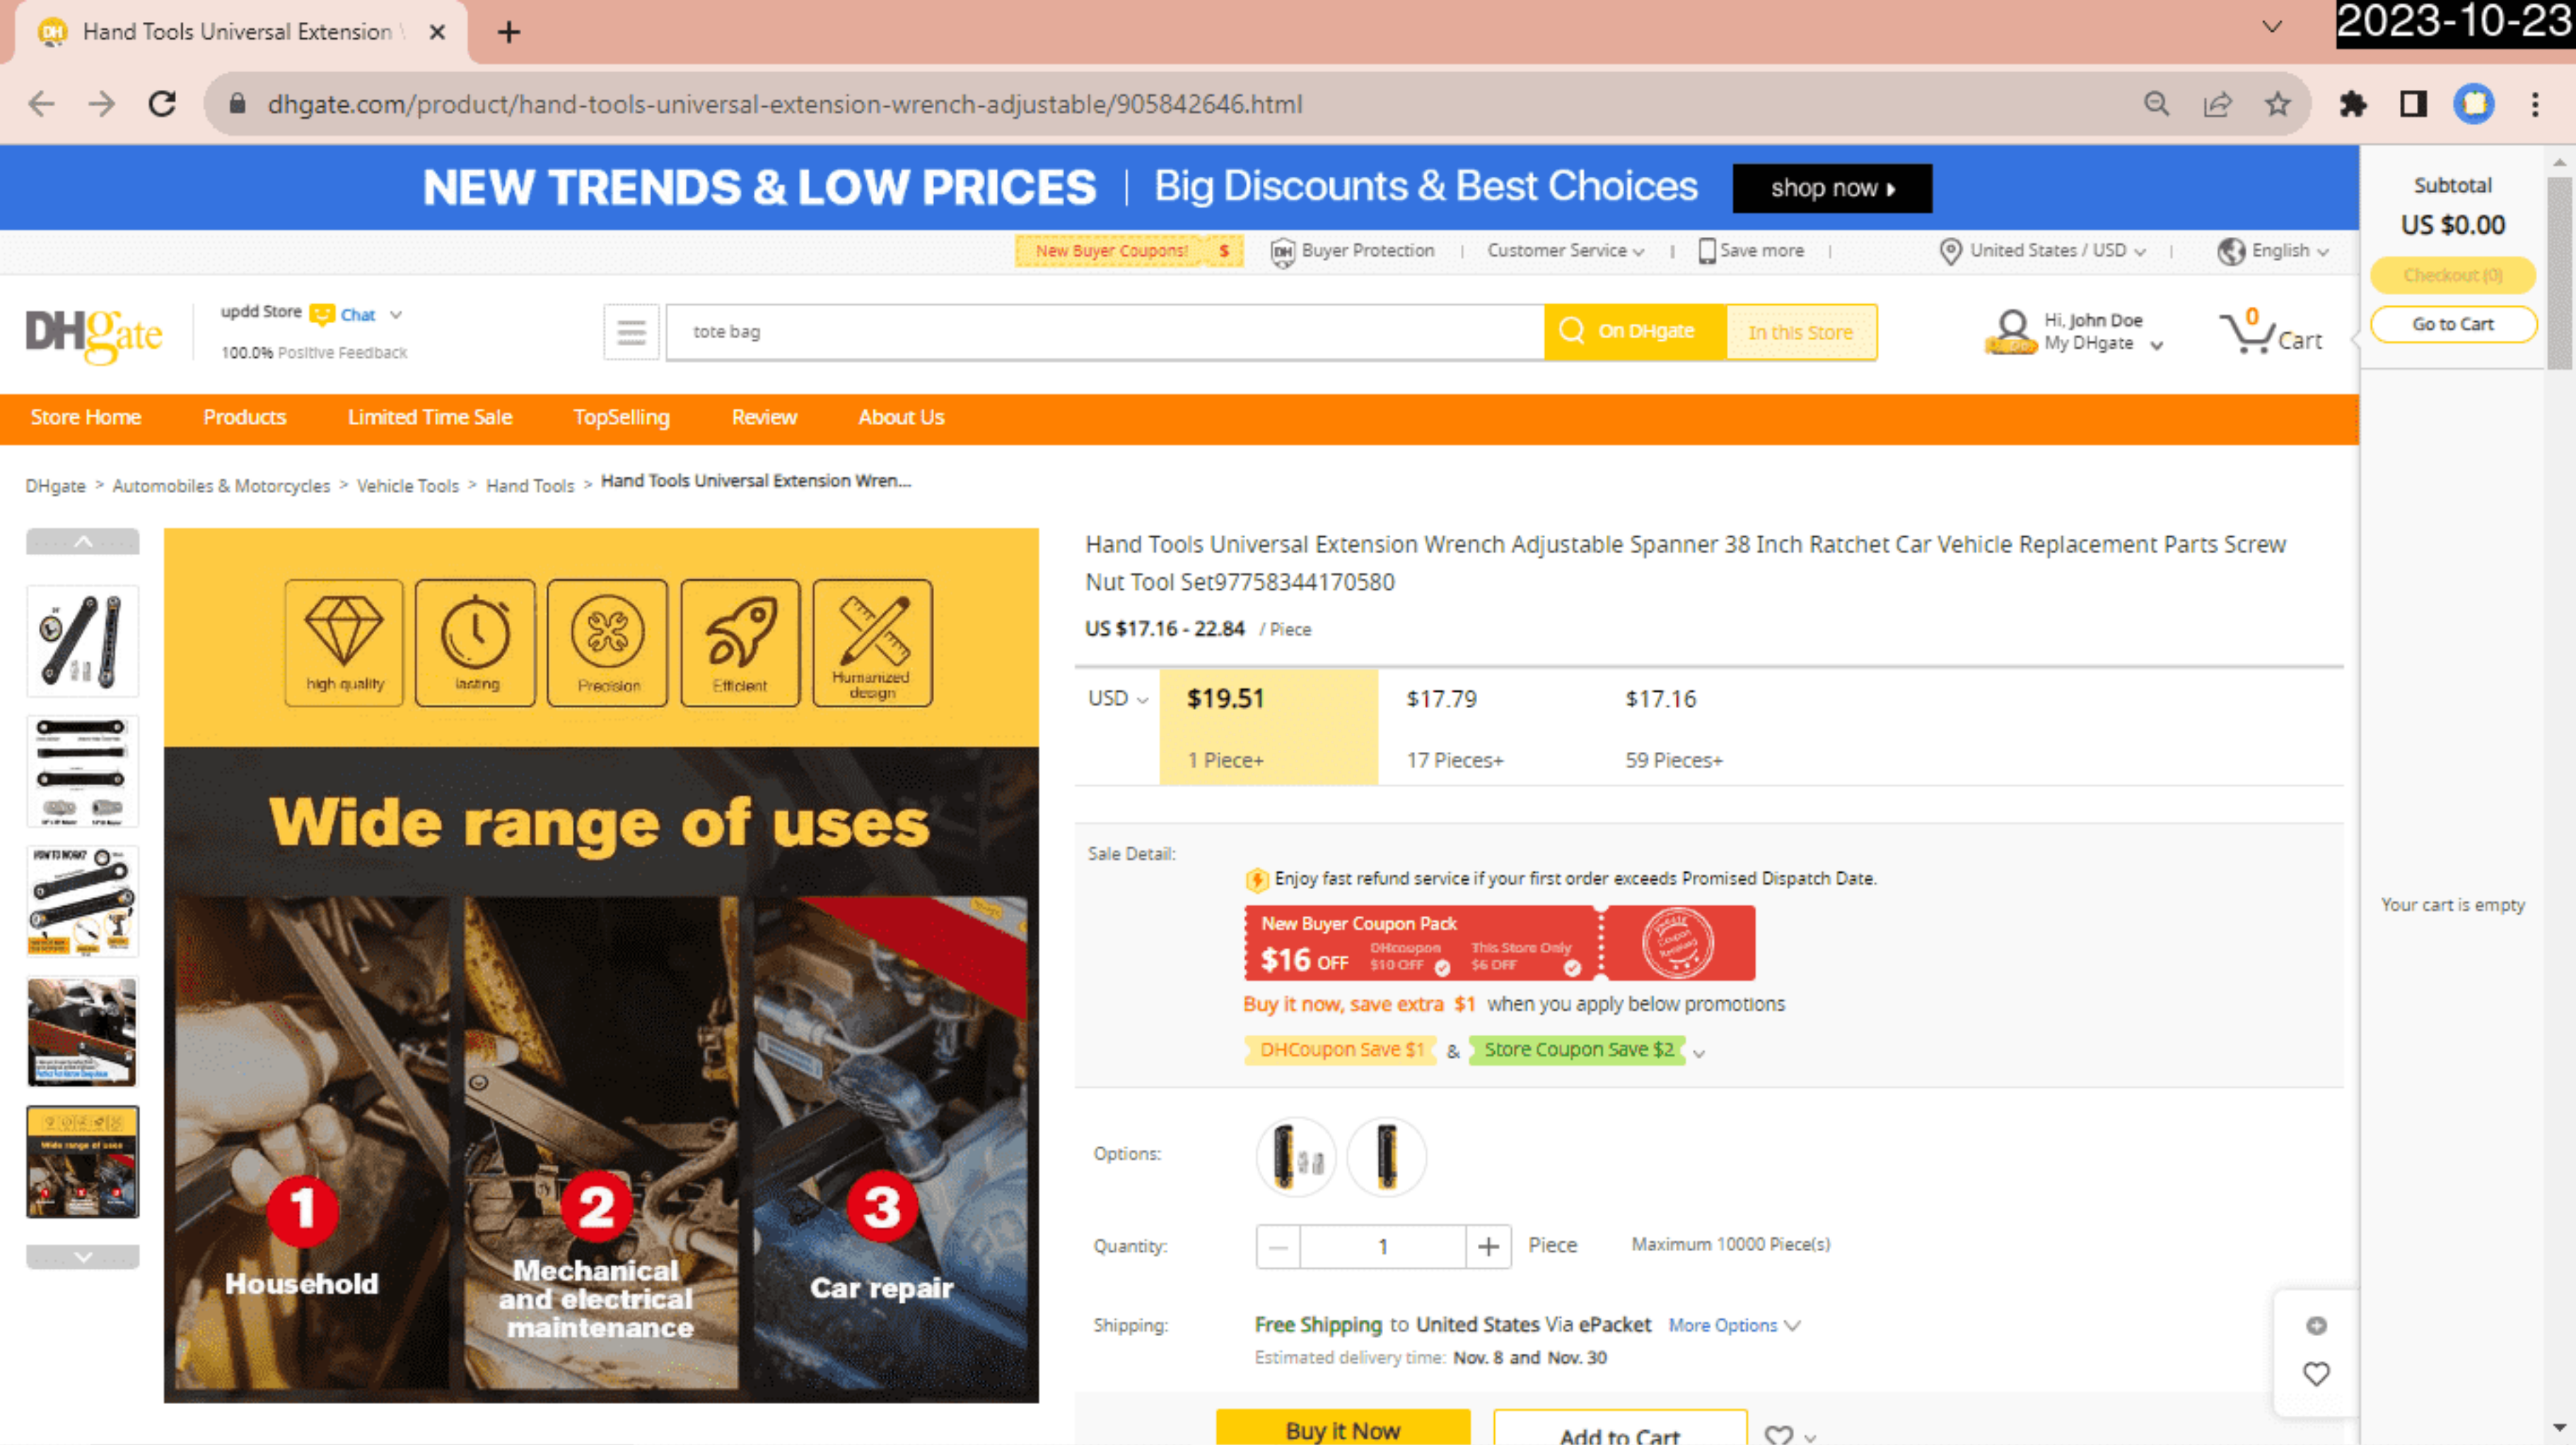 Hand Tools Universal Extension
2023-10-23
dhgate.com/product/hand-tools-universal-extension-wrench-adjustable/905842646.html
NEW TRENDS & LOW PRICES | Big Discounts & Best Choices shop now
New Buyer Coupons! $ Buyer Protection | Customer Service | Save more | United States / USD | English
Subtotal
US $0.00
Checkout (0)
Go to Cart
DHgate
updd Store Chat
100.0% Positive Feedback
tote bag
On DHgate
In this Store
Hi, John Doe
My DHgate
0
Cart
Store Home Products Limited Time Sale TopSelling Review About Us
DHgate > Automobiles & Motorcycles > Vehicle Tools > Hand Tools > Hand Tools Universal Extension Wren...
high quality
lasting
Precision
Efficient
Humanized
design
Wide range of uses
1
Household
2
Mechanical
and electrical
maintenance
3
Car repair
HOW TO WORK?
Wide range of uses
Hand Tools Universal Extension Wrench Adjustable Spanner 38 Inch Ratchet Car Vehicle Replacement Parts Screw
Nut Tool Set97758344170580
US $17.16 - 22.84 / Piece
USD $19.51 $17.79 $17.16
1 Piece+ 17 Pieces+ 59 Pieces+
Sale Detail:
Enjoy fast refund service if your first order exceeds Promised Dispatch Date.
New Buyer Coupon Pack
$16 OFF
DHcoupon
$10 OFF
This Store Only
$6 OFF
Coupon
Received
Buy it now, save extra $1 when you apply below promotions
DHCoupon Save $1 & Store Coupon Save $2
Options:
Quantity: 1 Piece Maximum 10000 Piece(s)
Shipping: Free Shipping to United States Via ePacket More Options
Estimated delivery time: Nov. 8 and Nov. 30
Buy it Now
Add to Cart
Your cart is empty